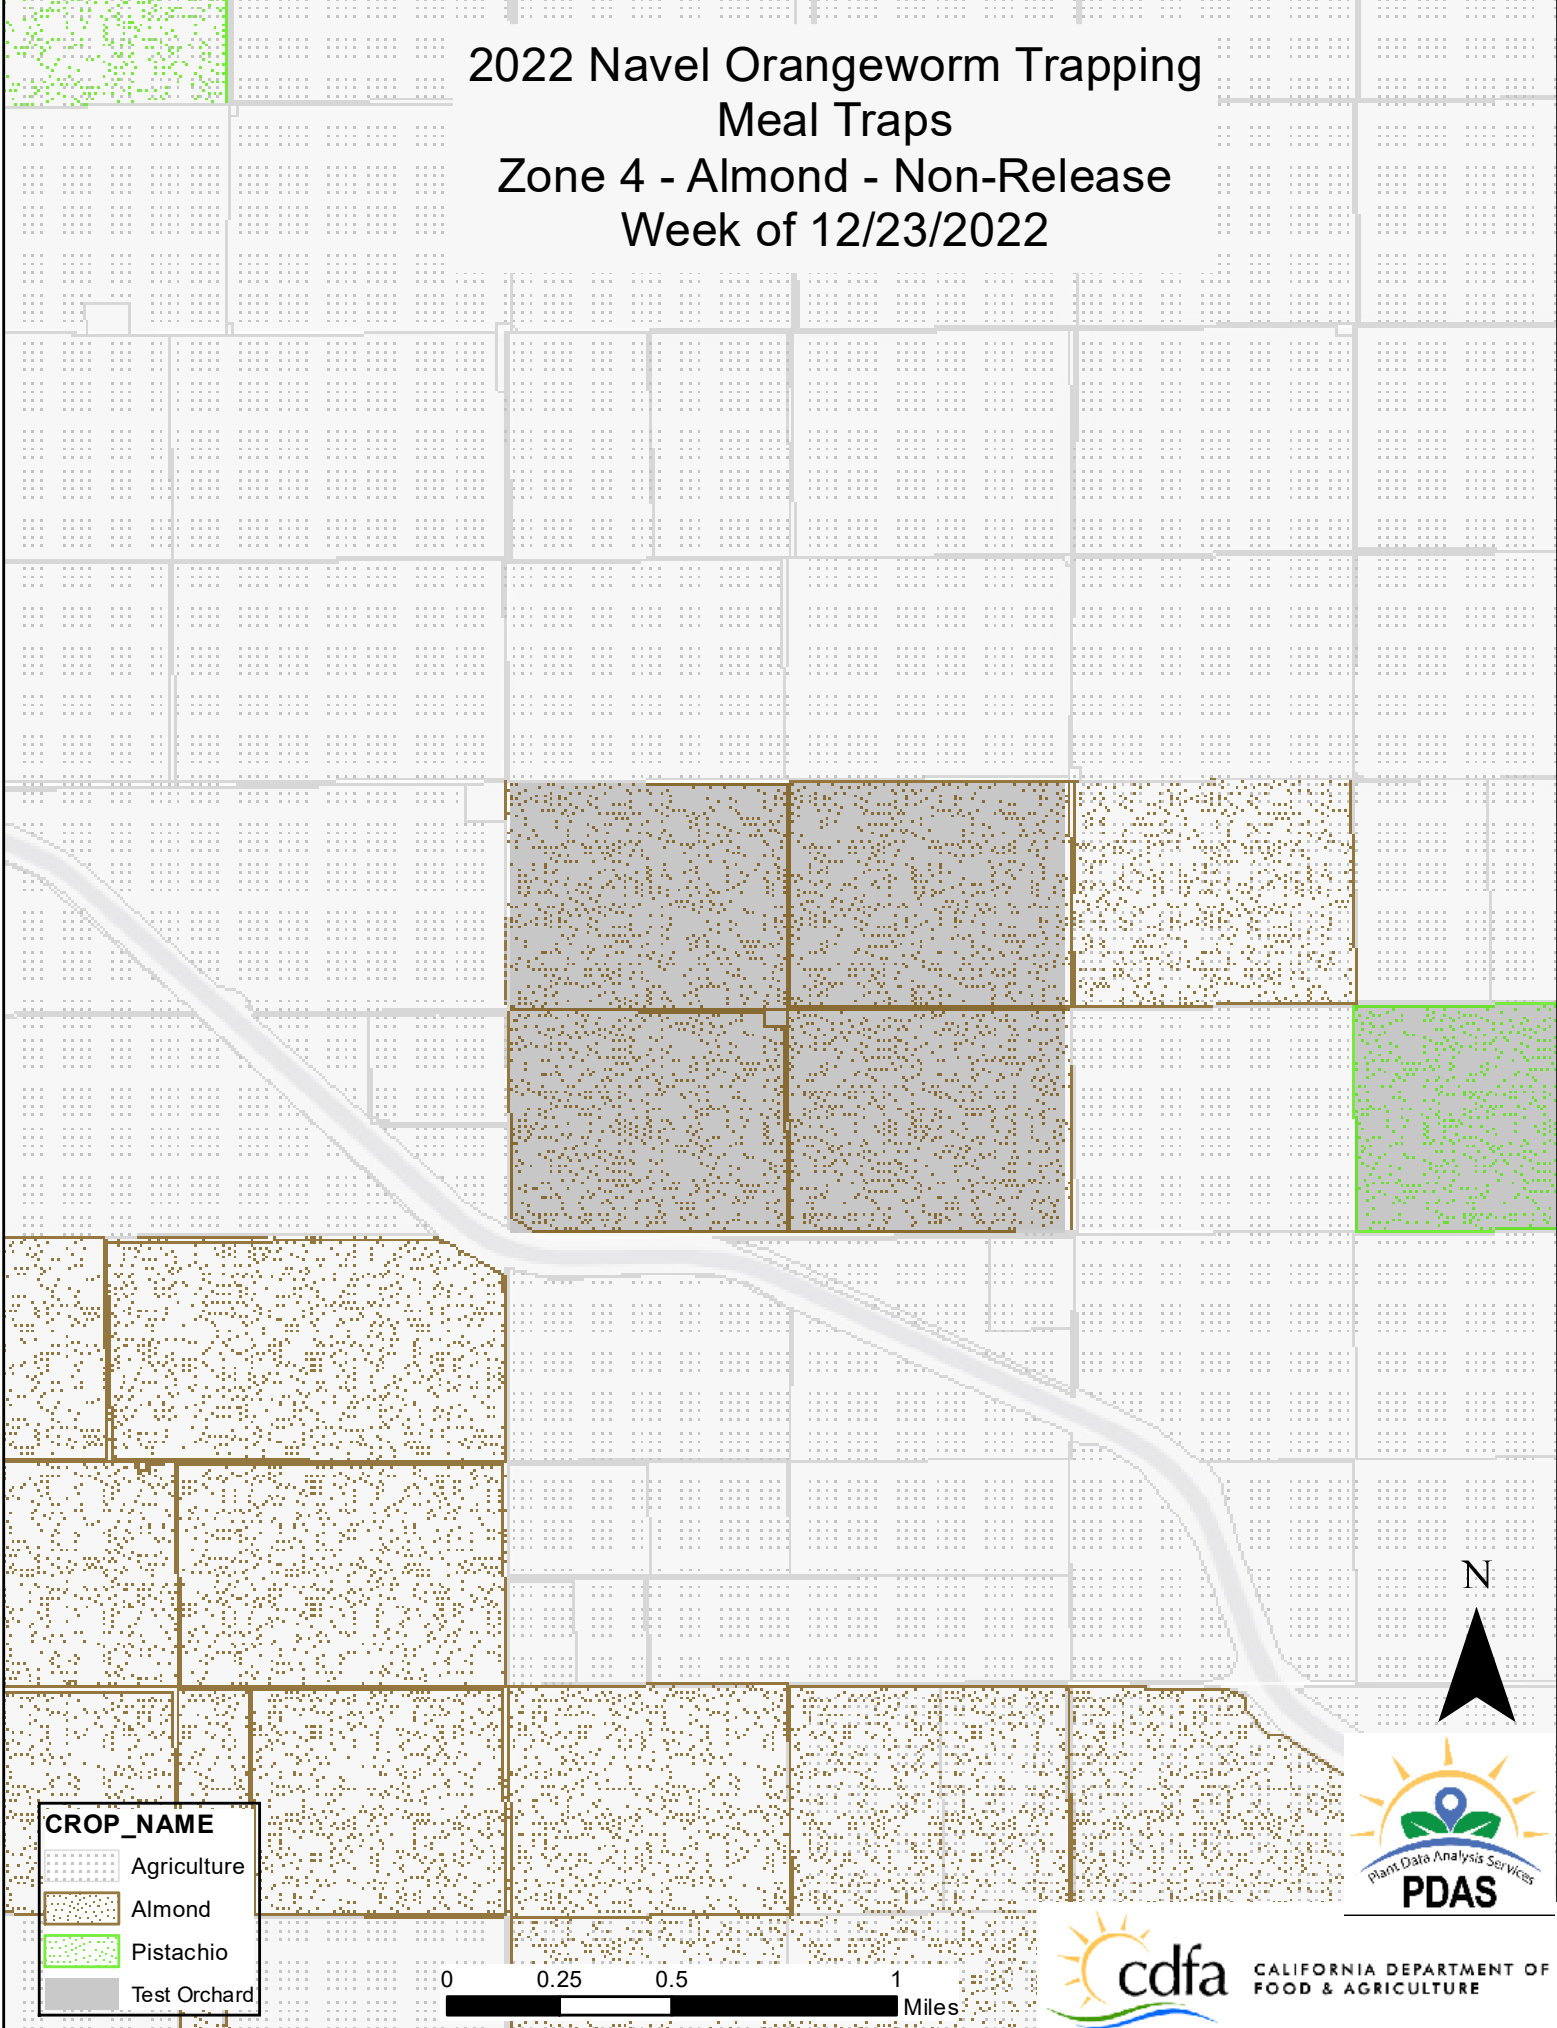 2022 Navel Orangeworm Trapping
Meal Traps
Zone 4 - Almond - Non-Release
Week of 12/23/2022
N
CROP_NAME
Agriculture
Almond
Pistachio
Test Orchard
0 0.25 0.5 1
Miles
Plant Data Analysis Services
PDAS
cdfa
CALIFORNIA DEPARTMENT OF
FOOD & AGRICULTURE